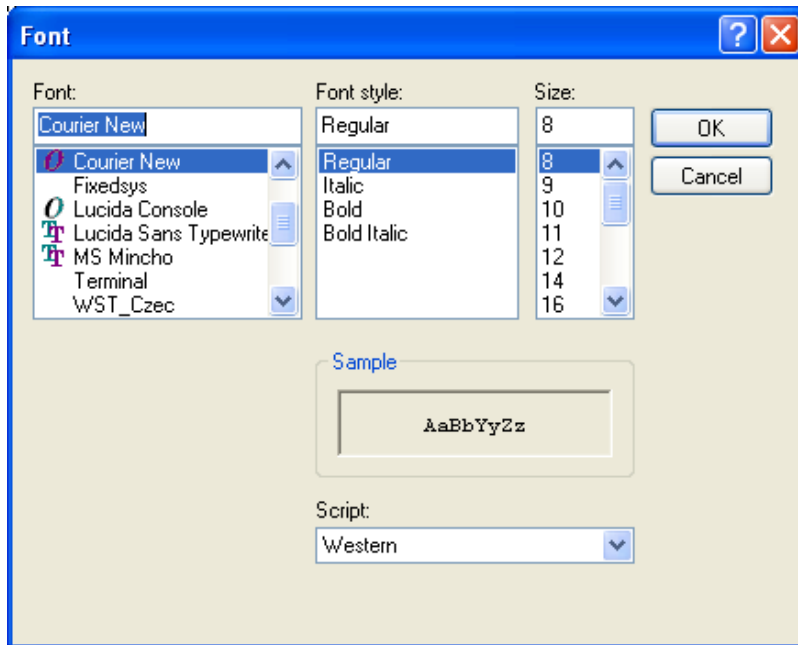 Font
Font:
Font style:
Size:
Courier New
Regular
8
OK
Courier New
Fixedsys
Lucida Console
Lucida Sans Typewrite
MS Mincho
Terminal
WST_Czec
Regular
Italic
Bold
Bold Italic
8
9
10
11
12
14
16
Cancel
Sample
AaBbYyZz
Script:
Western